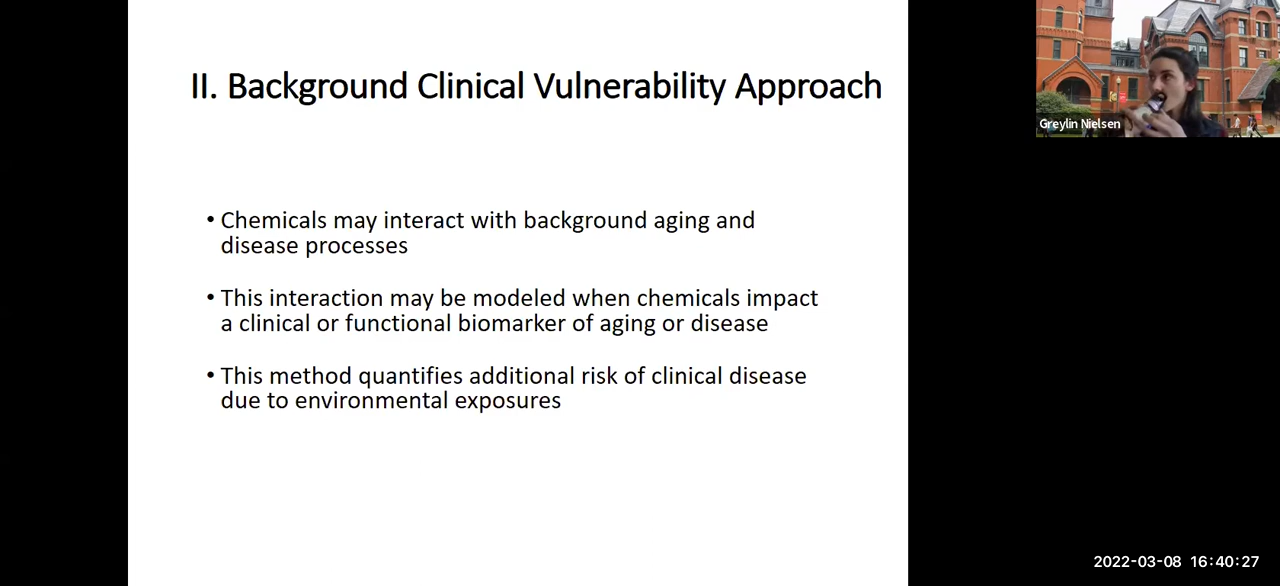 II. Background Clinical Vulnerability Approach
Greylin Nielsen
• Chemicals may interact with background aging and
disease processes
• This interaction may be modeled when chemicals impact
a clinical or functional biomarker of aging or disease
• This method quantifies additional risk of clinical disease
due to environmental exposures
2022-03-08 16:40:27